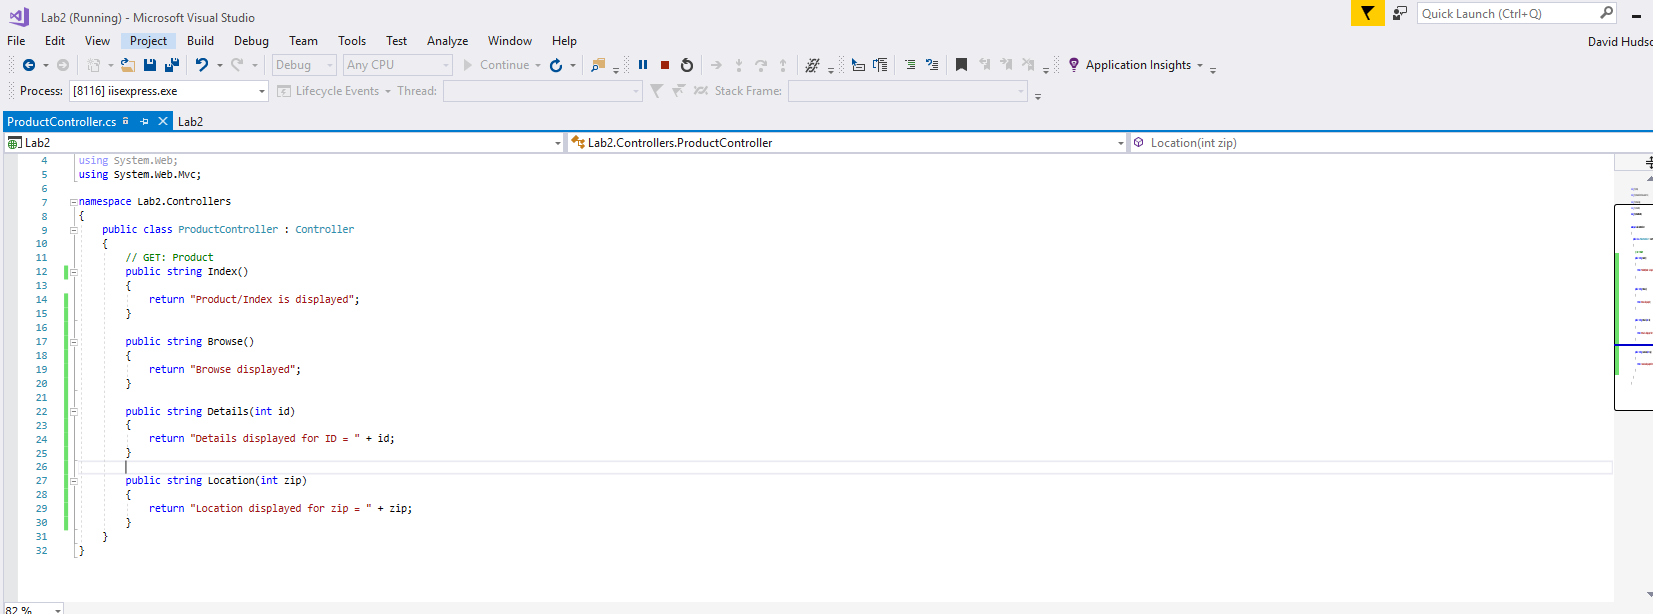 Lab2 (Running) - Microsoft Visual Studio
Quick Launch (Ctrl+Q)
File Edit View Project Build Debug Team Tools Test Analyze Window Help
David Hudso
Debug Any CPU Continue Application Insights
Process: [8116] iisexpress.exe Lifecycle Events Thread: Stack Frame:
ProductController.cs Lab2
Lab2 Lab2.Controllers.ProductController Location(int zip)
4 using System.Web;
5 using System.Web.Mvc;
6
7 namespace Lab2.Controllers
8 {
9 public class ProductController : Controller
10 {
11 // GET: Product
12 public string Index()
13 {
14 return "Product/Index is displayed";
15 }
16
17 public string Browse()
18 {
19 return "Browse displayed";
20 }
21
22 public string Details(int id)
23 {
24 return "Details displayed for ID = " + id;
25 }
26
27 public string Location(int zip)
28 {
29 return "Location displayed for zip = " + zip;
30 }
31 }
32 }
82 %